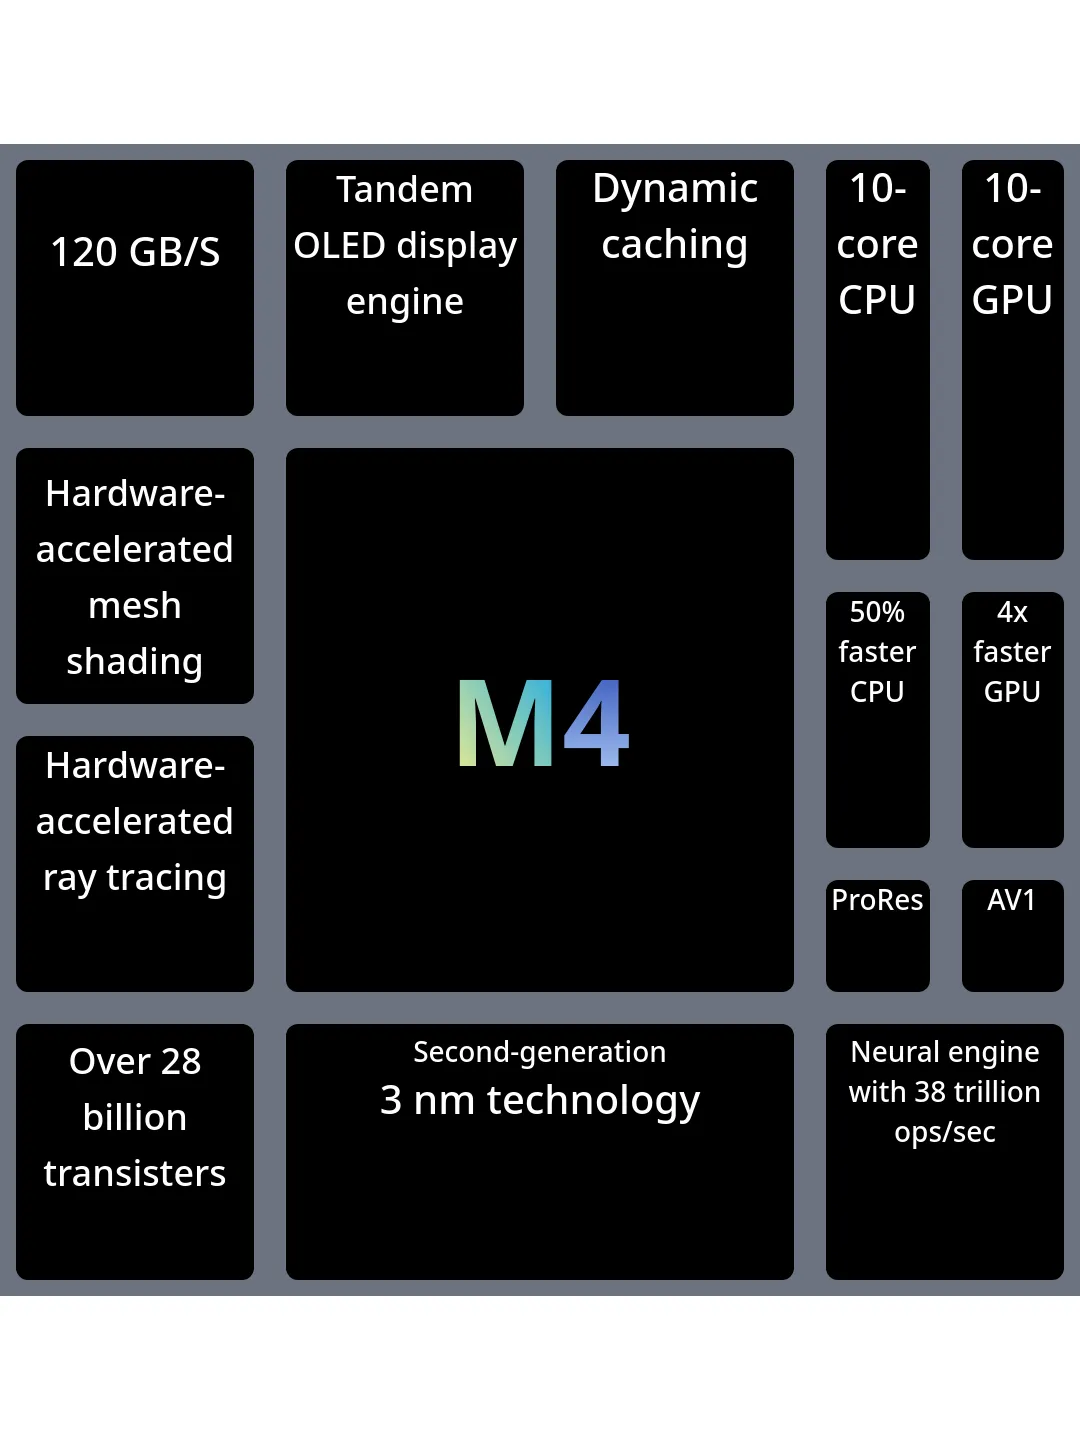 120 GB/S
Tandem
OLED display
engine
Dynamic
caching
10-
core
CPU
10-
core
GPU
Hardware-
accelerated
mesh
shading
M4
50%
faster
CPU
4x
faster
GPU
Hardware-
accelerated
ray tracing
ProRes
AV1
Over 28
billion
transisters
Second-generation
3 nm technology
Neural engine
with 38 trillion
ops/sec